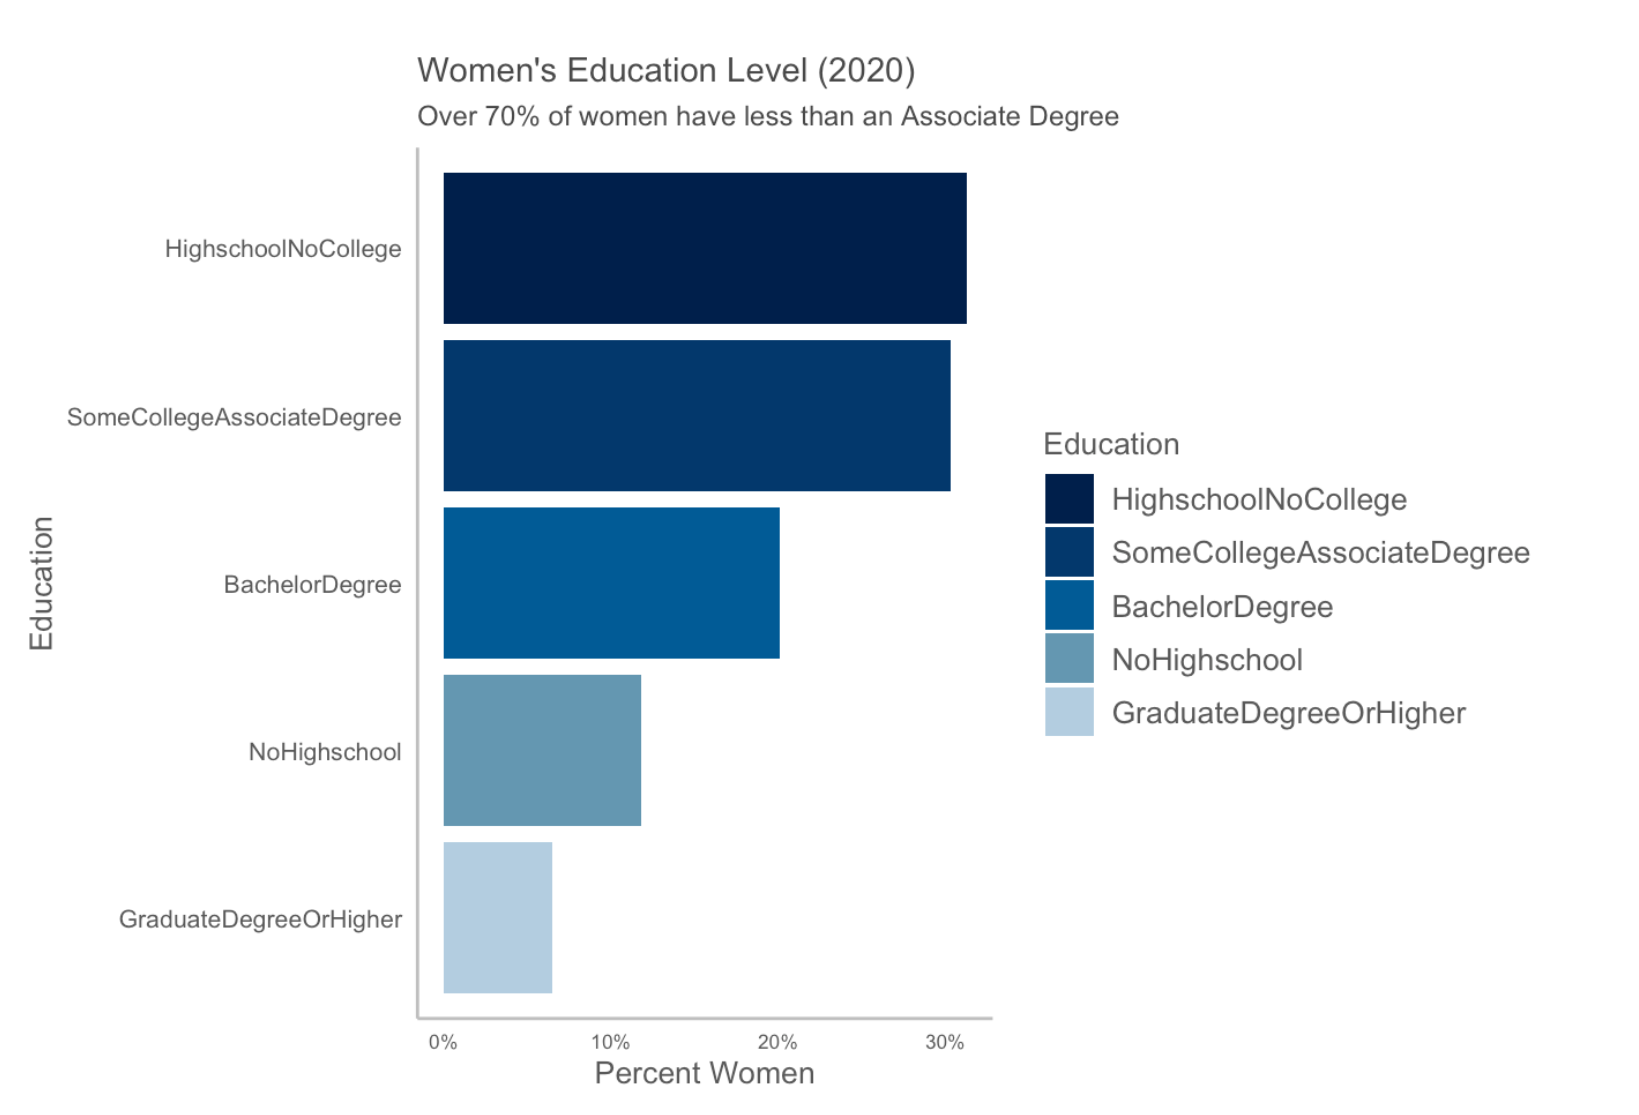 Women's Education Level (2020)
Over 70% of women have less than an Associate Degree
HighschoolNoCollege
SomeCollegeAssociateDegree
BachelorDegree
NoHighschool
GraduateDegreeOrHigher
Education
0% 10% 20% 30%
Percent Women
Education
HighschoolNoCollege
SomeCollegeAssociateDegree
BachelorDegree
NoHighschool
GraduateDegreeOrHigher